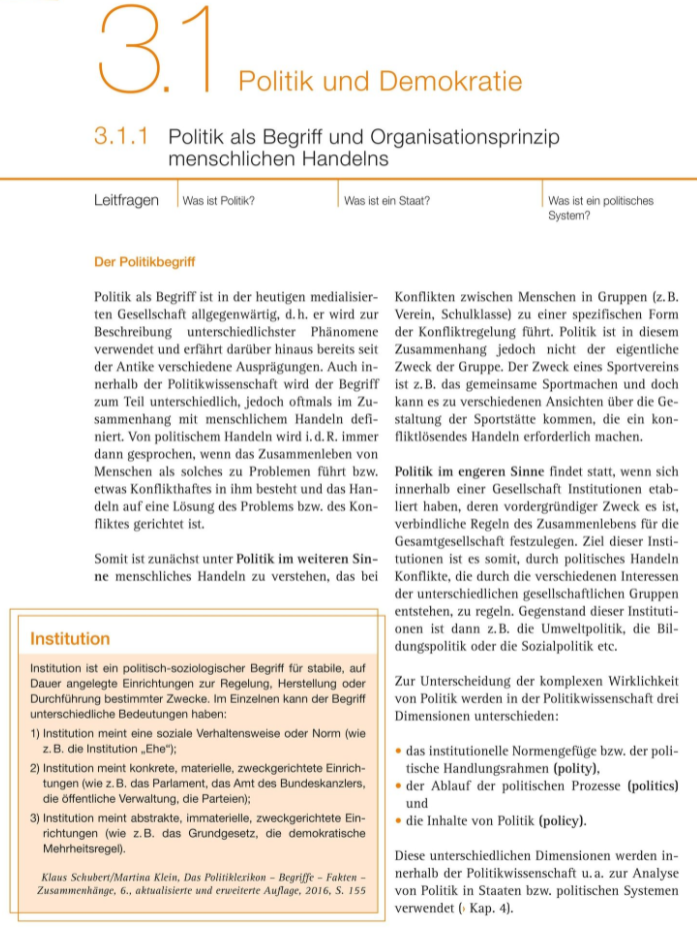 3.1 Politik und Demokratie
3.1.1 Politik als Begriff und Organisationsprinzip
menschlichen Handelns
Leitfragen
Was ist Politik?
Was ist ein Staat?
Was ist ein politisches
System?
Der Politikbegriff
Politik als Begriff ist in der heutigen medialisier-
ten Gesellschaft allgegenwärtig, d. h. er wird zur
Beschreibung unterschiedlichster Phänomene
verwendet und erfährt darüber hinaus bereits seit
der Antike verschiedene Ausprägungen. Auch in-
nerhalb der Politikwissenschaft wird der Begriff
zum Teil unterschiedlich, jedoch oftmals im Zu-
sammenhang mit menschlichem Handeln defi-
niert. Von politischem Handeln wird i. d. R. immer
dann gesprochen, wenn das Zusammenleben von
Menschen als solches zu Problemen führt bzw.
etwas Konflikthaftes in ihm besteht und das Han-
deln auf eine Lösung des Problems bzw. des Kon-
fliktes gerichtet ist.
Somit ist zunächst unter Politik im weiteren Sin-
ne menschliches Handeln zu verstehen, das bei
Institution
Institution ist ein politisch-soziologischer Begriff für stabile, auf
Dauer angelegte Einrichtungen zur Regelung, Herstellung oder
Durchführung bestimmter Zwecke. Im Einzelnen kann der Begriff
unterschiedliche Bedeutungen haben:
1) Institution meint eine soziale Verhaltensweise oder Norm (wie
z. B. die Institution „Ehe“);
2) Institution meint konkrete, materielle, zweckgerichtete Einrich-
tungen (wie z. B. das Parlament, das Amt des Bundeskanzlers,
die öffentliche Verwaltung, die Parteien);
3) Institution meint abstrakte, immaterielle, zweckgerichtete Ein-
richtungen (wie z. B. das Grundgesetz, die demokratische
Mehrheitsregel).
Klaus Schubert/Martina Klein, Das Politiklexikon – Begriffe – Fakten –
Zusammenhänge, 6., aktualisierte und erweiterte Auflage, 2016, S. 155
Konflikten zwischen Menschen in Gruppen (z. B.
Verein, Schulklasse) zu einer spezifischen Form
der Konfliktregelung führt. Politik ist in diesem
Zusammenhang jedoch nicht der eigentliche
Zweck der Gruppe. Der Zweck eines Sportvereins
ist z. B. das gemeinsame Sportmachen und doch
kann es zu verschiedenen Ansichten über die Ge-
staltung der Sportstätte kommen, die ein kon-
fliktlösendes Handeln erforderlich machen.
Politik im engeren Sinne findet statt, wenn sich
innerhalb einer Gesellschaft Institutionen etab-
liert haben, deren vordergründiger Zweck es ist,
verbindliche Regeln des Zusammenlebens für die
Gesamtgesellschaft festzulegen. Ziel dieser Insti-
tutionen ist es somit, durch politisches Handeln
Konflikte, die durch die verschiedenen Interessen
der unterschiedlichen gesellschaftlichen Gruppen
entstehen, zu regeln. Gegenstand dieser Instituti-
onen ist dann z. B. die Umweltpolitik, die Bil-
dungspolitik oder die Sozialpolitik etc.
Zur Unterscheidung der komplexen Wirklichkeit
von Politik werden in der Politikwissenschaft drei
Dimensionen unterschieden:
• das institutionelle Normengefüge bzw. der poli-
tische Handlungsrahmen (polity),
• der Ablauf der politischen Prozesse (politics)
und
• die Inhalte von Politik (policy).
Diese unterschiedlichen Dimensionen werden in-
nerhalb der Politikwissenschaft u. a. zur Analyse
von Politik in Staaten bzw. politischen Systemen
verwendet (› Kap. 4).